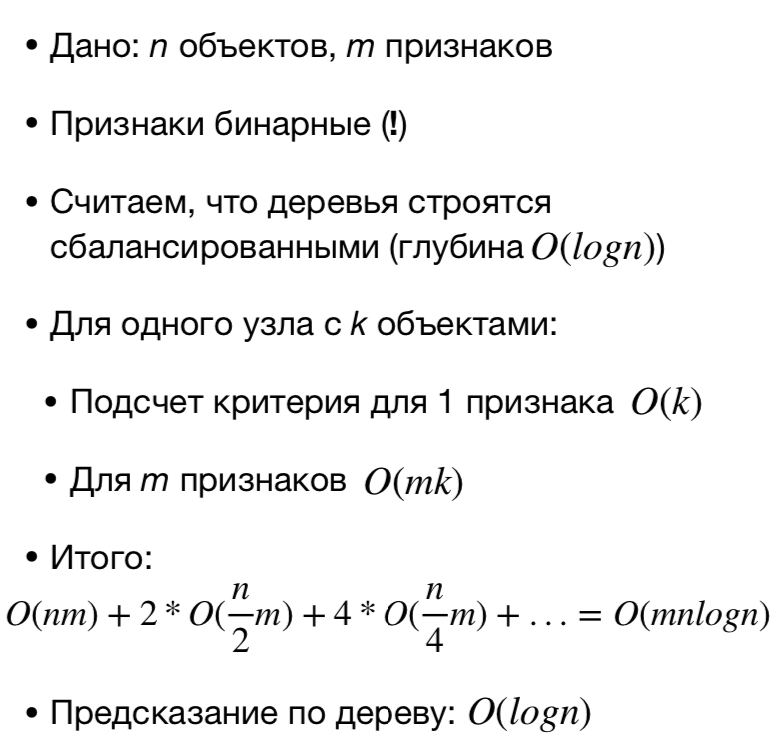 • Дано: n объектов, m признаков
• Признаки бинарные (!)
• Считаем, что деревья строятся
сбалансированными (глубина O(logn))
• Для одного узла с k объектами:
• Подсчет критерия для 1 признака O(k)
• Для m признаков O(mk)
• Итого:
O(nm) + 2 * O(\frac{n}{2}m) + 4 * O(\frac{n}{4}m) + . . . = O(mnlogn)
• Предсказание по дереву: O(logn)